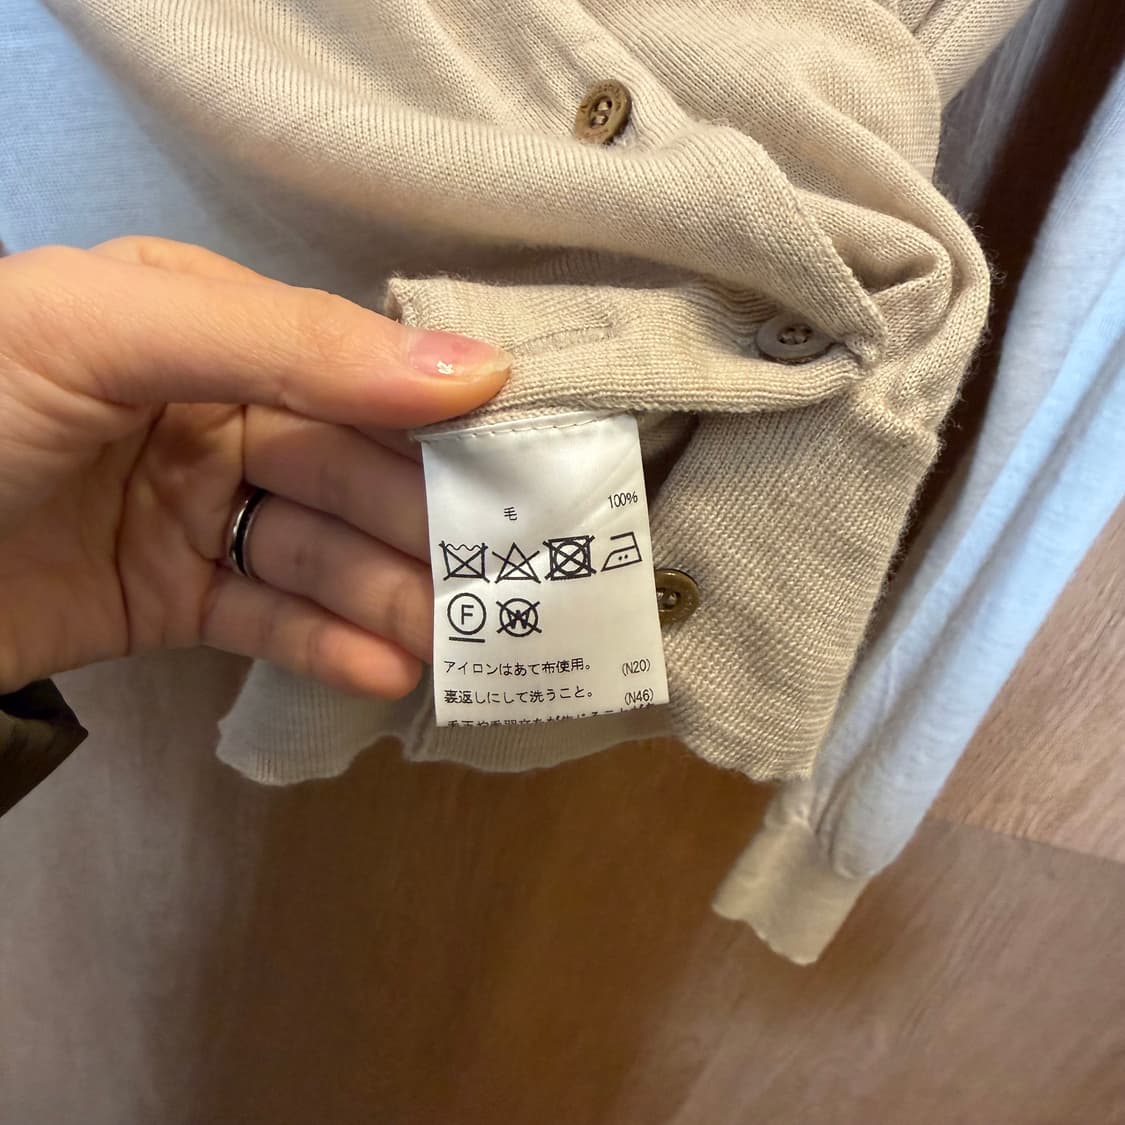 毛 100%
F
W
アイロンはあて布使用。 (N20)
裏返しにして洗うこと。 (N46)